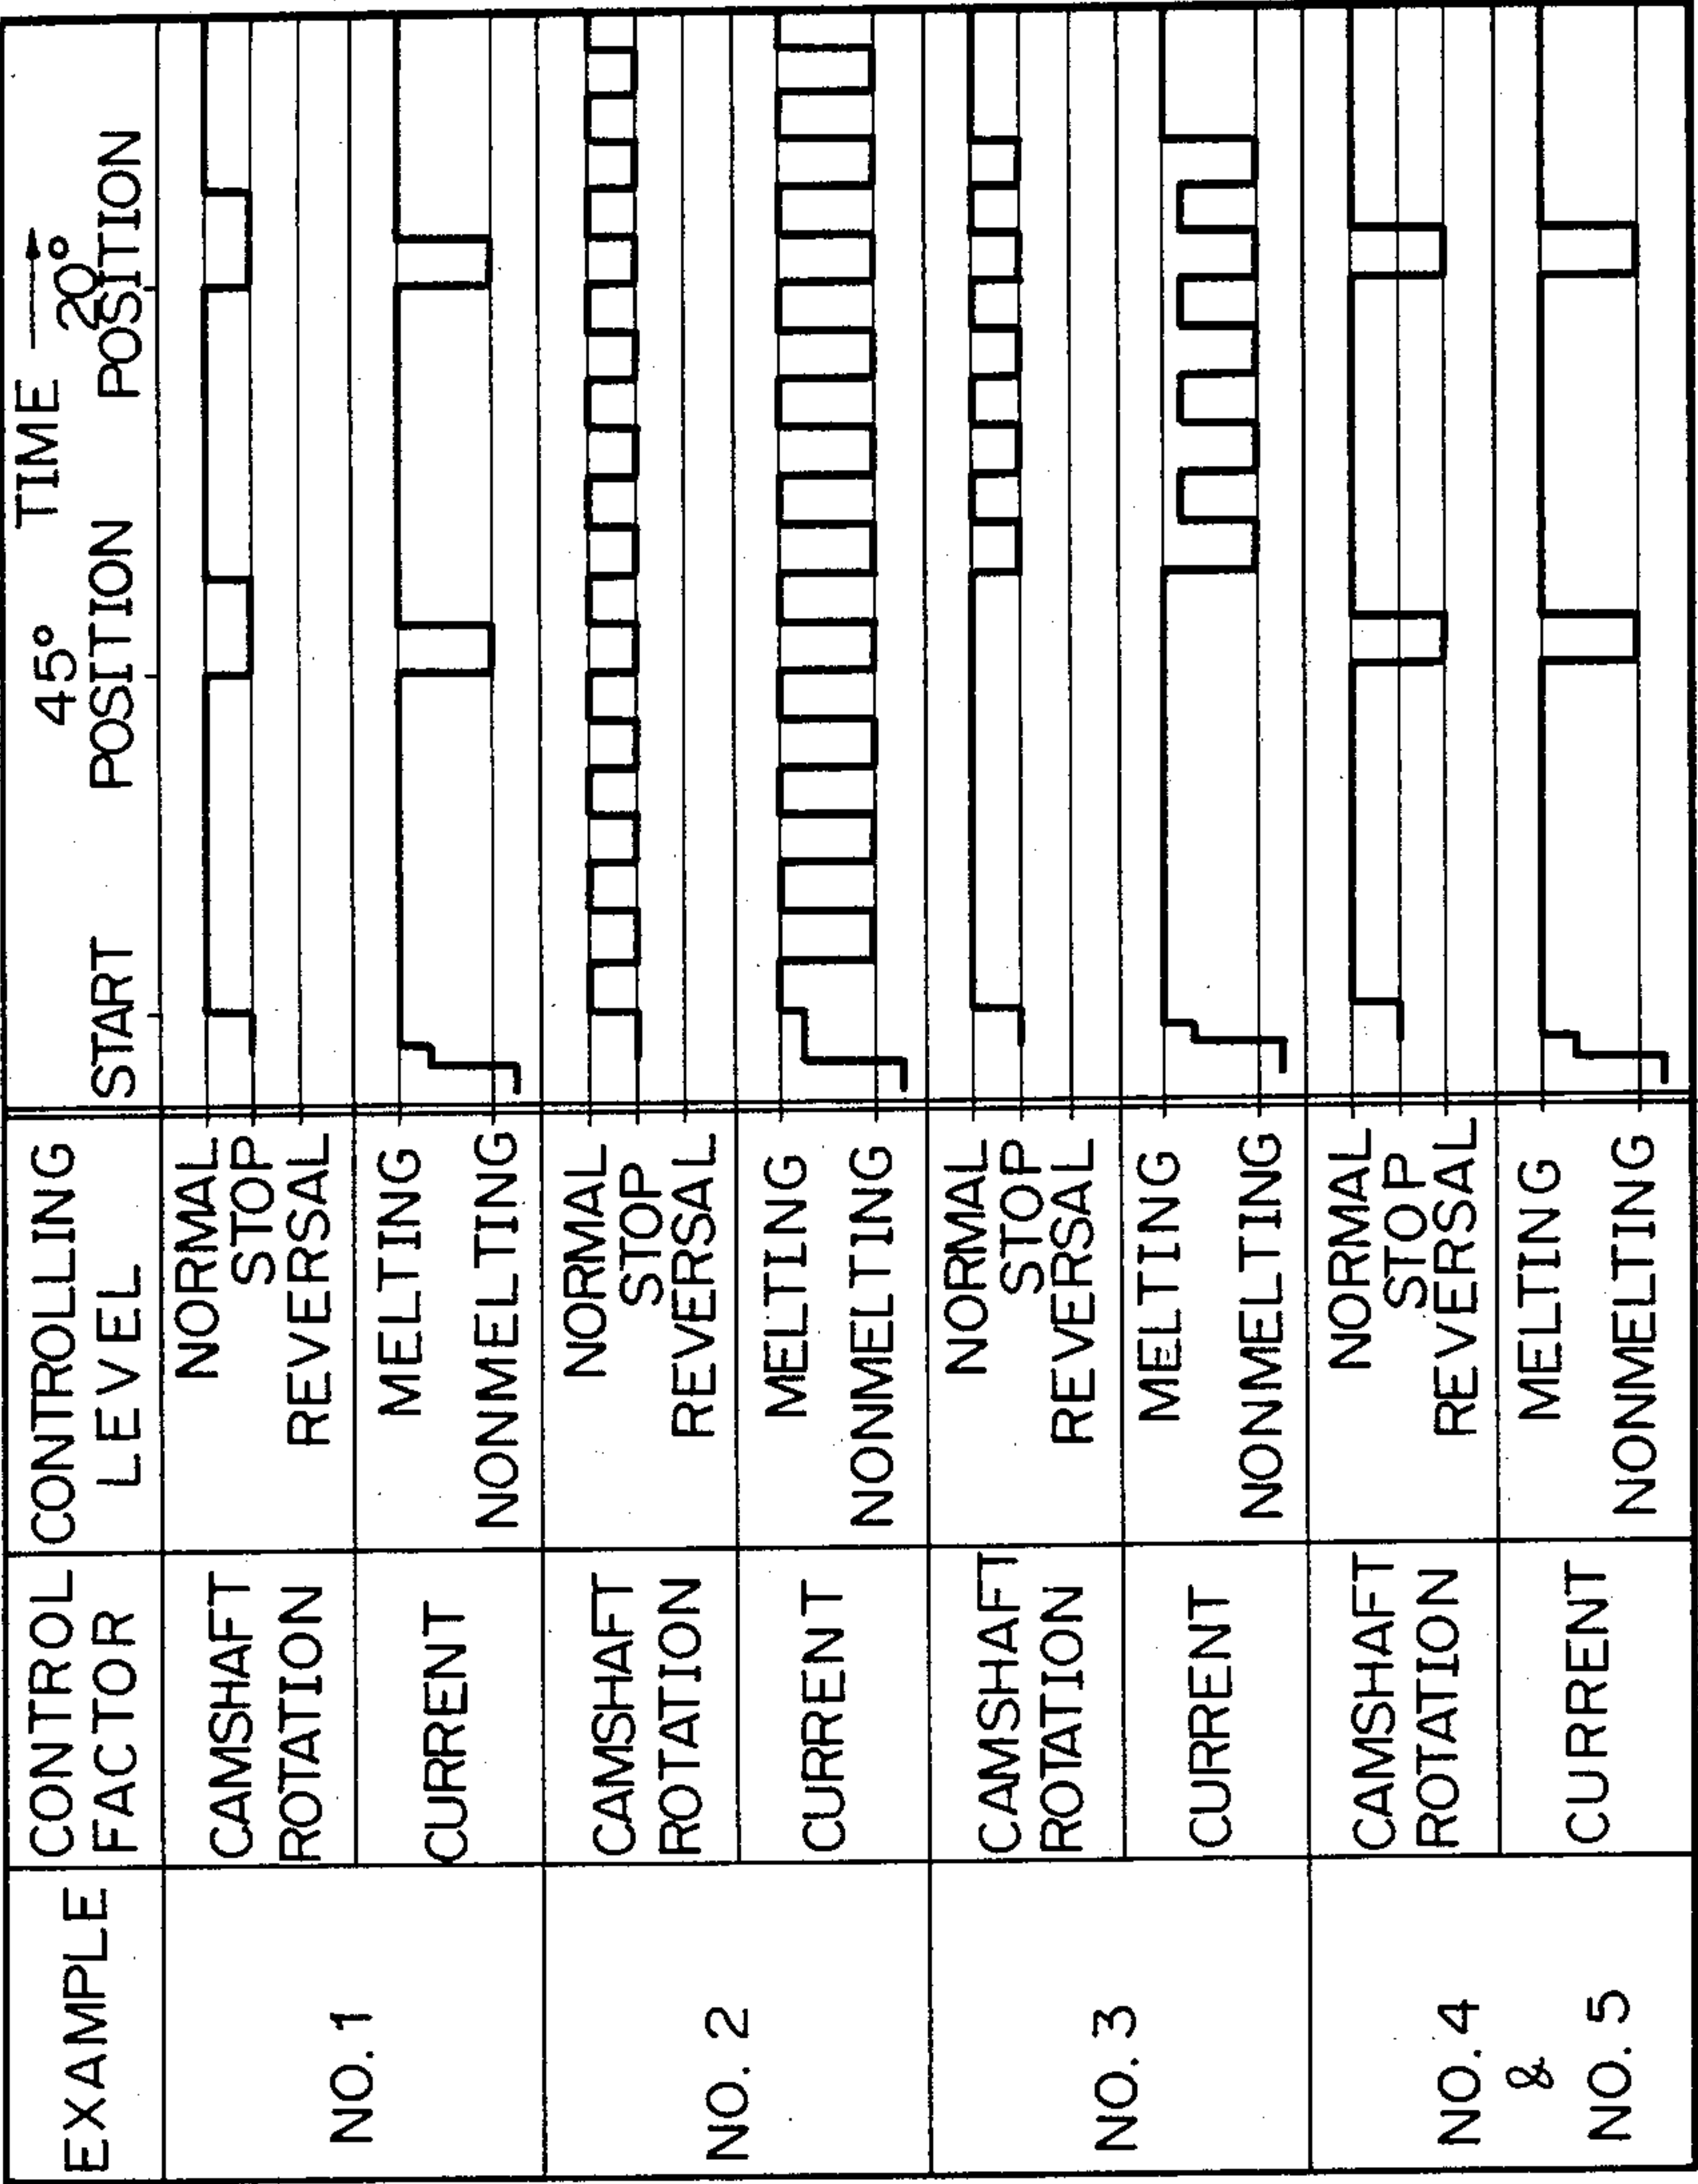 EXAMPLE
CONTROL
FACTOR
CONTROLLING
LEVEL
TIME
START
45°
POSITION
20°
POSITION
NO. 1
CAMSHAFT
ROTATION
NORMAL
STOP
REVERSAL
CURRENT
MELTING
NONMELTING
NO. 2
CAMSHAFT
ROTATION
NORMAL
STOP
REVERSAL
CURRENT
MELTING
NONMELTING
NO. 3
CAMSHAFT
ROTATION
NORMAL
STOP
REVERSAL
CURRENT
MELTING
NONMELTING
NO. 4
&
NO. 5
CAMSHAFT
ROTATION
NORMAL
STOP
REVERSAL
CURRENT
MELTING
NONMELTING